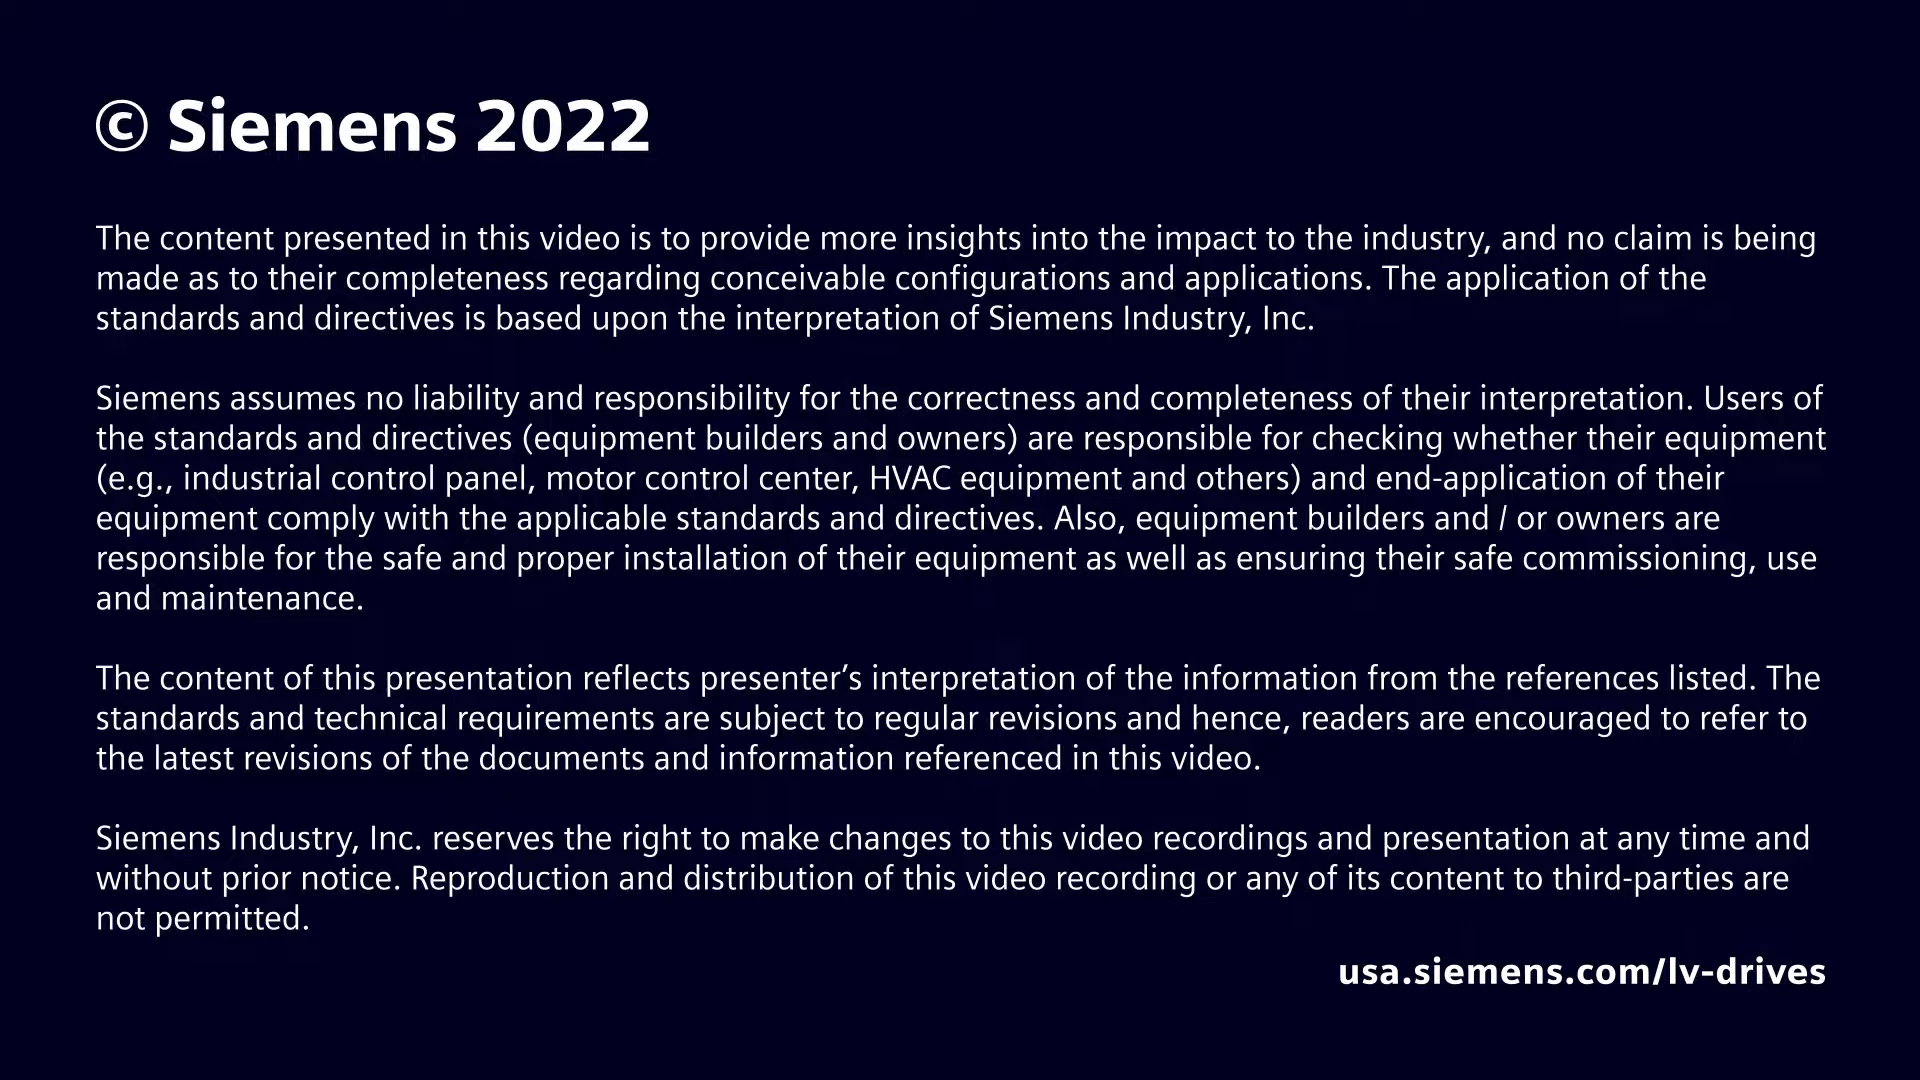 © Siemens 2022
The content presented in this video is to provide more insights into the impact to the industry, and no claim is being
made as to their completeness regarding conceivable configurations and applications. The application of the
standards and directives is based upon the interpretation of Siemens Industry, Inc.
Siemens assumes no liability and responsibility for the correctness and completeness of their interpretation. Users of
the standards and directives (equipment builders and owners) are responsible for checking whether their equipment
(e.g., industrial control panel, motor control center, HVAC equipment and others) and end-application of their
equipment comply with the applicable standards and directives. Also, equipment builders and / or owners are
responsible for the safe and proper installation of their equipment as well as ensuring their safe commissioning, use
and maintenance.
The content of this presentation reflects presenter’s interpretation of the information from the references listed. The
standards and technical requirements are subject to regular revisions and hence, readers are encouraged to refer to
the latest revisions of the documents and information referenced in this video.
Siemens Industry, Inc. reserves the right to make changes to this video recordings and presentation at any time and
without prior notice. Reproduction and distribution of this video recording or any of its content to third-parties are
not permitted.
usa.siemens.com/lv-drives